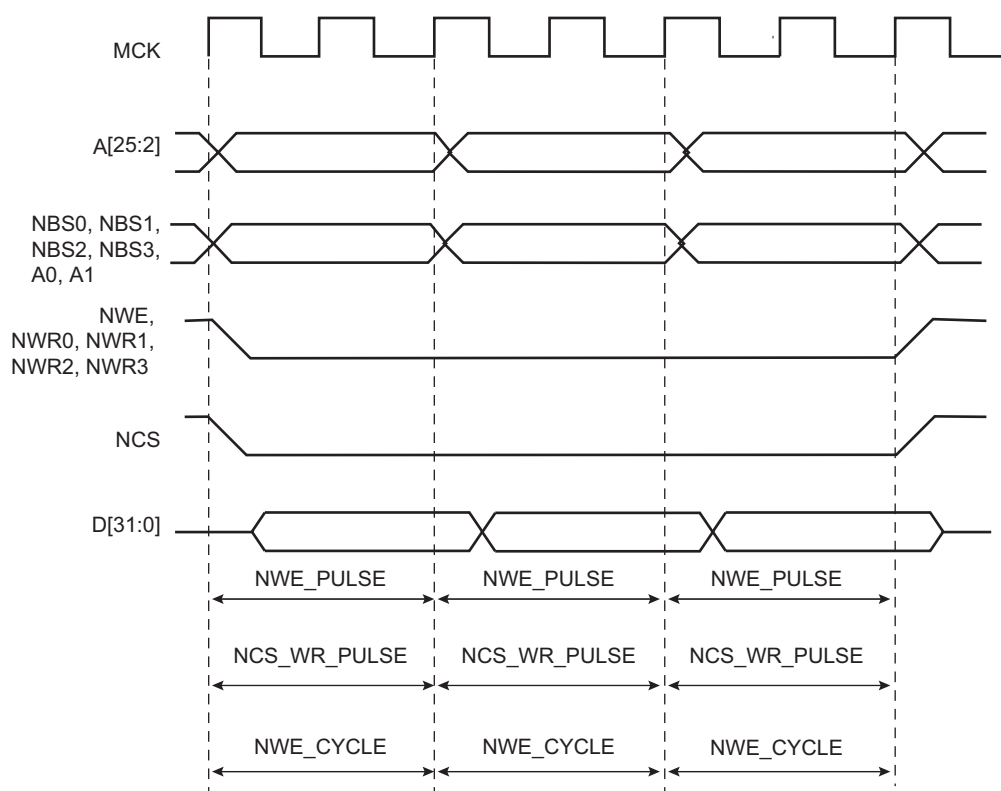 MCK
A[25:2]
NBS0, NBS1,
NBS2, NBS3,
A0, A1
NWE,
NWR0, NWR1,
NWR2, NWR3
NCS
D[31:0]
NWE_PULSE NWE_PULSE NWE_PULSE
NCS_WR_PULSE NCS_WR_PULSE NCS_WR_PULSE
NWE_CYCLE NWE_CYCLE NWE_CYCLE